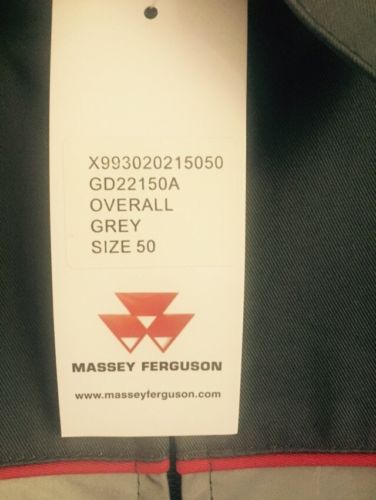 X993020215050
GD22150A
OVERALL
GREY
SIZE 50
MASSEY FERGUSON
www.masseyferguson.com